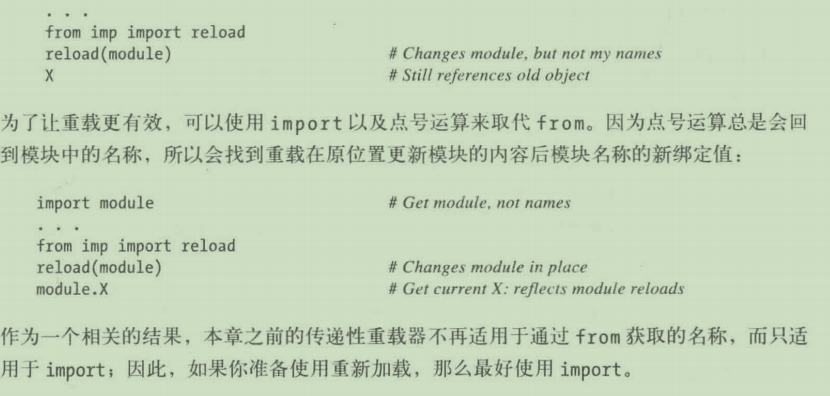 . . .
from imp import reload
reload(module) # Changes module, but not my names
X # Still references old object
为了让重载更有效，可以使用 import 以及点号运算来取代 from。因为点号运算总是会回
到模块中的名称，所以会找到重载在原位置更新模块的内容后模块名称的新绑定值：
import module # Get module, not names
. . .
from imp import reload
reload(module) # Changes module in place
module.X # Get current X: reflects module reloads
作为一个相关的结果，本章之前的传递性重载器不再适用于通过 from 获取的名称，而只适
用于 import；因此，如果你准备使用重新加载，那么最好使用 import。